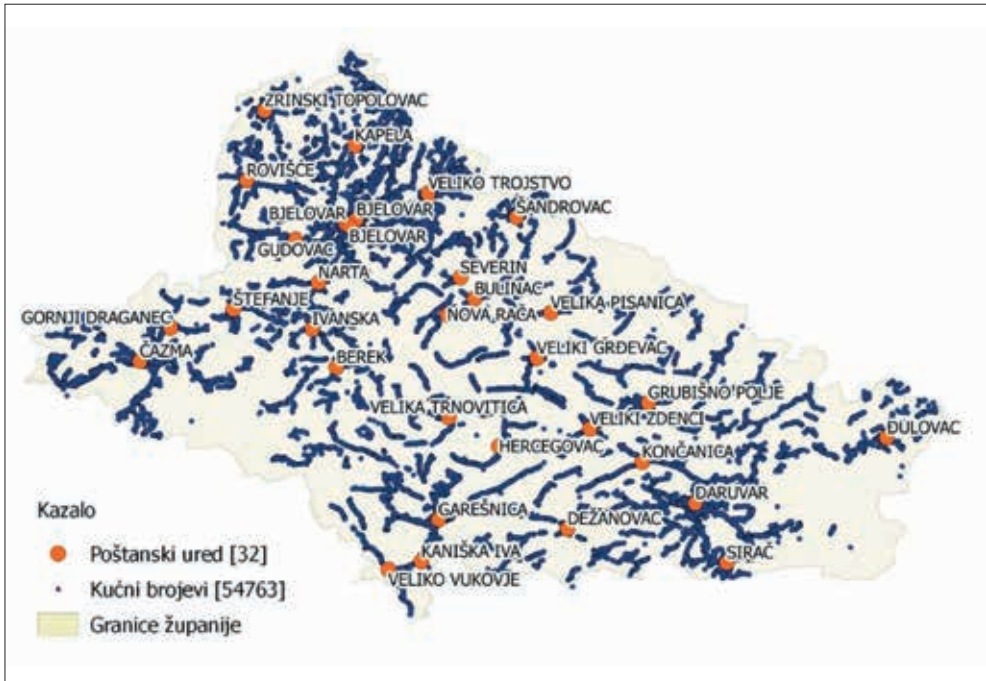 ZRINSKI TOPOLOVAC
KAPELA
ROVIŠĆE
VELIKO TROJSTVO
BJELOVAR
BJELOVAR
ŠANDROVAC
BJELOVAR
GUDOVAC
SEVERIN
NARTA
BULINAC
ŠTEFANJE
VELIKA PISANICA
GORNJI DRAGANEC
IVANSKA
NOVA RAČA
ČAZMA
BEREK
VELIKI GRĐEVAC
GRUBIŠNO POLJE
VELIKA TRNOVITICA
VELIKI ZDENCI
ĐULOVAC
HERCEGOVAC
KONČANICA
DARUVAR
GAREŠNICA
DEŽANOVAC
KANIŠKA IVA
SIRAČ
VELIKO VUKOVJE
Kazalo
Poštanski ured [32]
Kućni brojevi [54763]
Granice županije